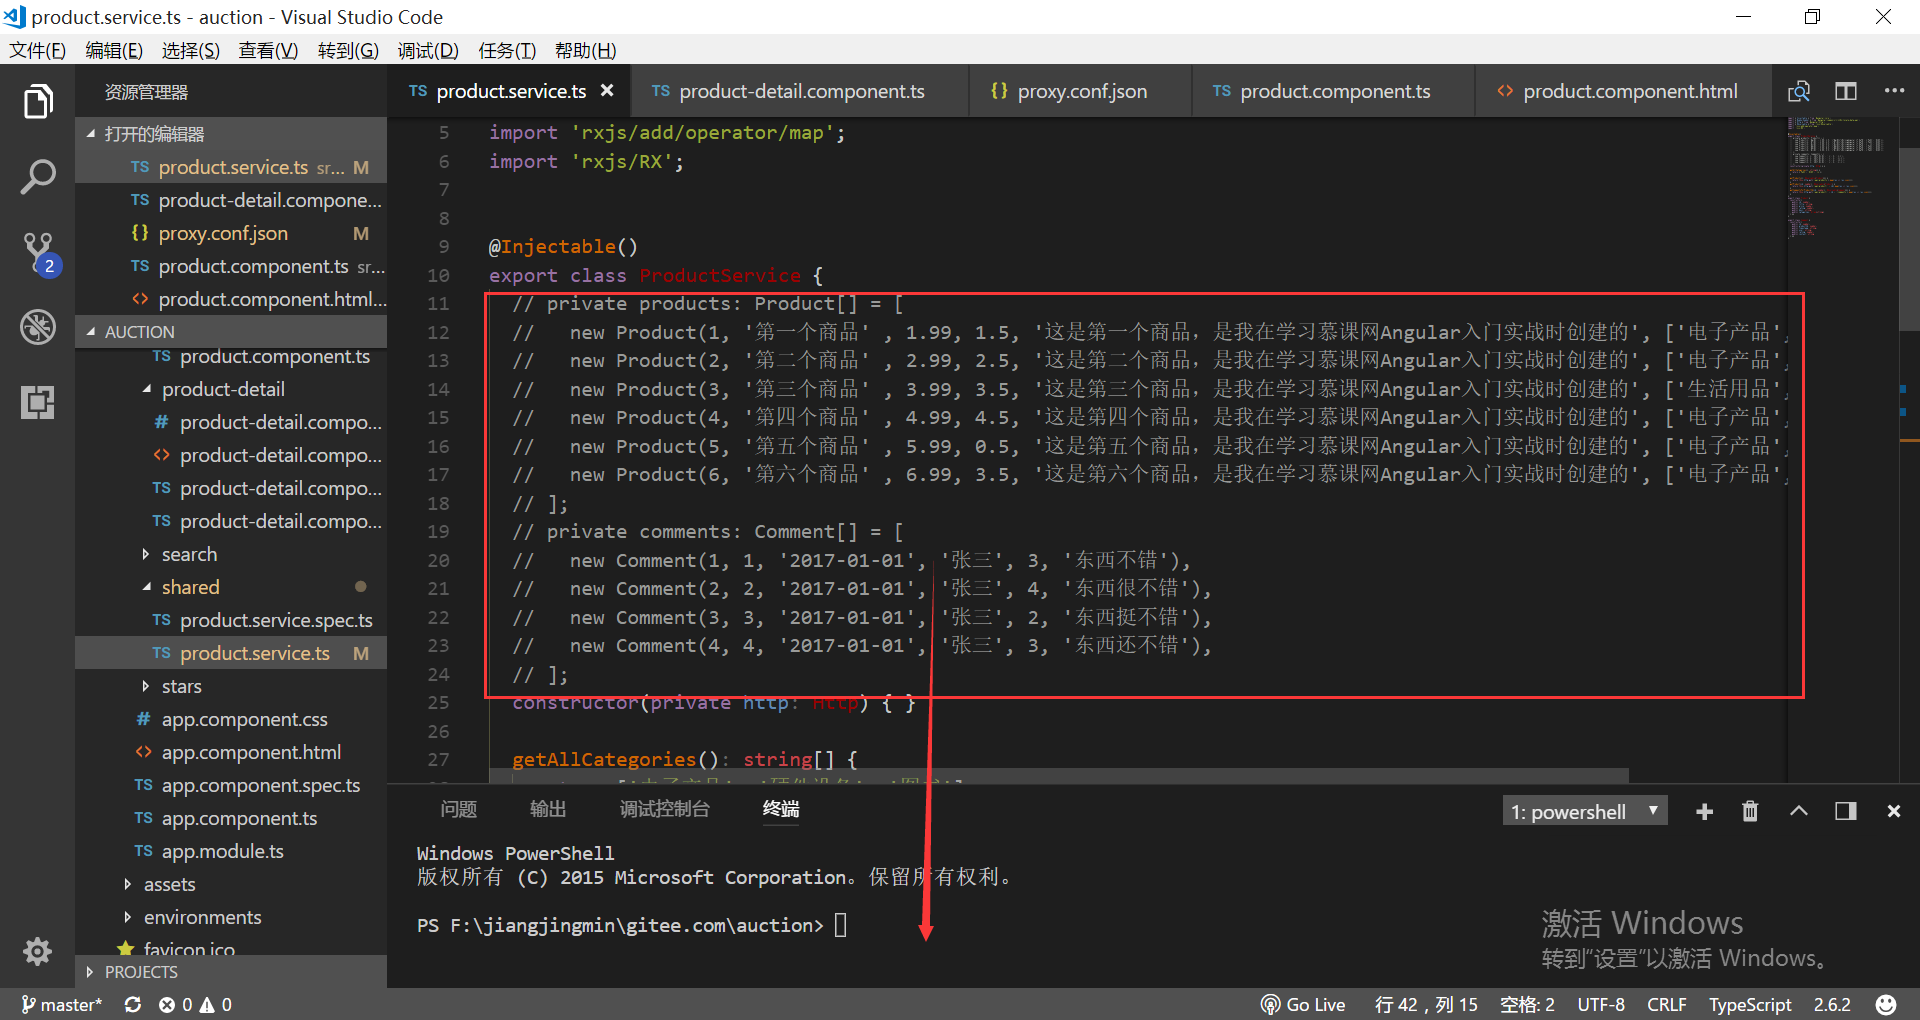 product.service.ts - auction - Visual Studio Code
文件(F) 编辑(E) 选择(S) 查看(V) 转到(G) 调试(D) 任务(T) 帮助(H)
资源管理器
打开的编辑器
TS product.service.ts sr... M
TS product-detail.compone...
{} proxy.conf.json M
TS product.component.ts sr...
<> product.component.html...
2
AUCTION
TS product.component.ts
product-detail
# product-detail.compo...
<> product-detail.compo...
TS product-detail.compo...
TS product-detail.compo...
search
shared
TS product.service.spec.ts
TS product.service.ts M
stars
# app.component.css
<> app.component.html
TS app.component.spec.ts
TS app.component.ts
TS app.module.ts
assets
environments
favicon.ico
PROJECTS
TS product.service.ts TS product-detail.component.ts {} proxy.conf.json TS product.component.ts <> product.component.html
5 import 'rxjs/add/operator/map';
6 import 'rxjs/RX';
7
8
9 @Injectable()
10 export class ProductService {
11 // private products: Product[] = [
12 //   new Product(1, '第一个商品' , 1.99, 1.5, '这是第一个商品，是我在学习慕课网Angular入门实战时创建的', ['电子产品',
13 //   new Product(2, '第二个商品' , 2.99, 2.5, '这是第二个商品，是我在学习慕课网Angular入门实战时创建的', ['电子产品',
14 //   new Product(3, '第三个商品' , 3.99, 3.5, '这是第三个商品，是我在学习慕课网Angular入门实战时创建的', ['生活用品',
15 //   new Product(4, '第四个商品' , 4.99, 4.5, '这是第四个商品，是我在学习慕课网Angular入门实战时创建的', ['电子产品',
16 //   new Product(5, '第五个商品' , 5.99, 0.5, '这是第五个商品，是我在学习慕课网Angular入门实战时创建的', ['电子产品',
17 //   new Product(6, '第六个商品' , 6.99, 3.5, '这是第六个商品，是我在学习慕课网Angular入门实战时创建的', ['电子产品',
18 // ];
19 // private comments: Comment[] = [
20 //   new Comment(1, 1, '2017-01-01', '张三', 3, '东西不错'),
21 //   new Comment(2, 2, '2017-01-01', '张三', 4, '东西很不错'),
22 //   new Comment(3, 3, '2017-01-01', '张三', 2, '东西挺不错'),
23 //   new Comment(4, 4, '2017-01-01', '张三', 3, '东西还不错'),
24 // ];
25 constructor(private http: Http) { }
26
27 getAllCategories(): string[] {
问题 输出 调试控制台 终端 1: powershell
Windows PowerShell
版权所有 (C) 2015 Microsoft Corporation。保留所有权利。
PS F:\jiangjingmin\gitee.com\auction>
激活 Windows
转到"设置"以激活 Windows。
master* 0 0 Go Live 行 42，列 15 空格: 2 UTF-8 CRLF TypeScript 2.6.2